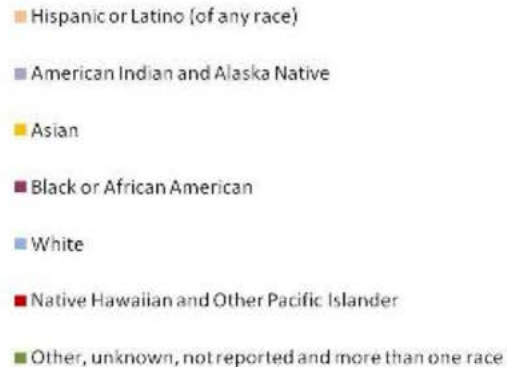 Hispanic or Latino (of any race)
American Indian and Alaska Native
Asian
Black or African American
White
Native Hawaiian and Other Pacific Islander
Other, unknown, not reported and more than one race